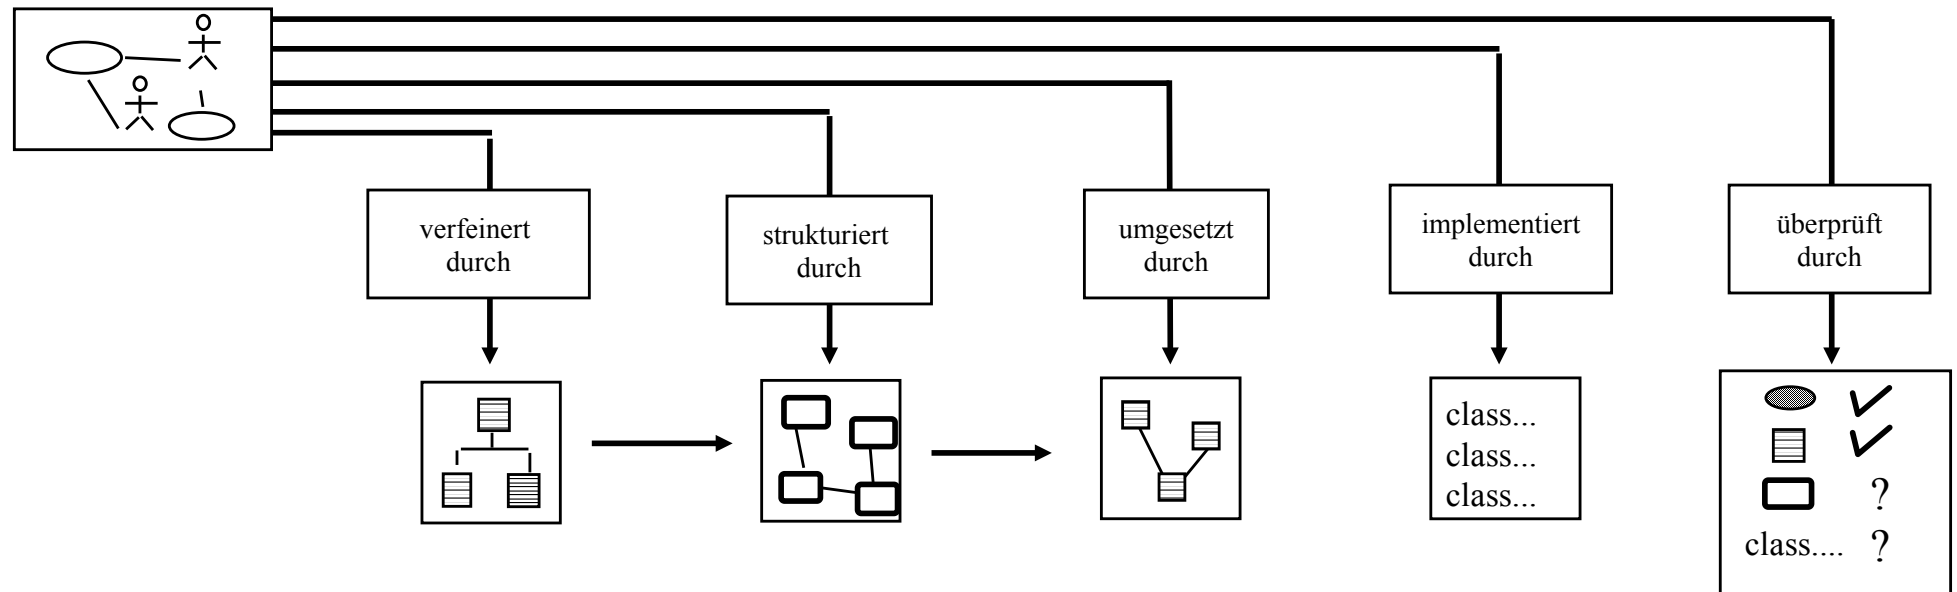 verfeinert
durch
strukturiert
durch
umgesetzt
durch
implementiert
durch
überprüft
durch
class...
class...
class...
?
class.... ?